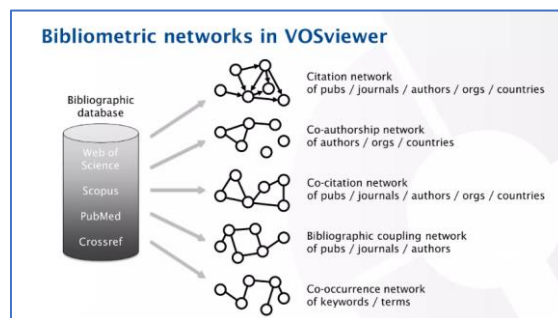 Bibliometric networks in VOSviewer
Bibliographic
database
Web of
Science
Scopus
PubMed
Crossref
Citation network
of pubs / journals / authors / orgs / countries
Co-authorship network
of authors / orgs / countries
Co-citation network
of pubs / journals / authors / orgs / countries
Bibliographic coupling network
of pubs / journals / authors
Co-occurrence network
of keywords / terms